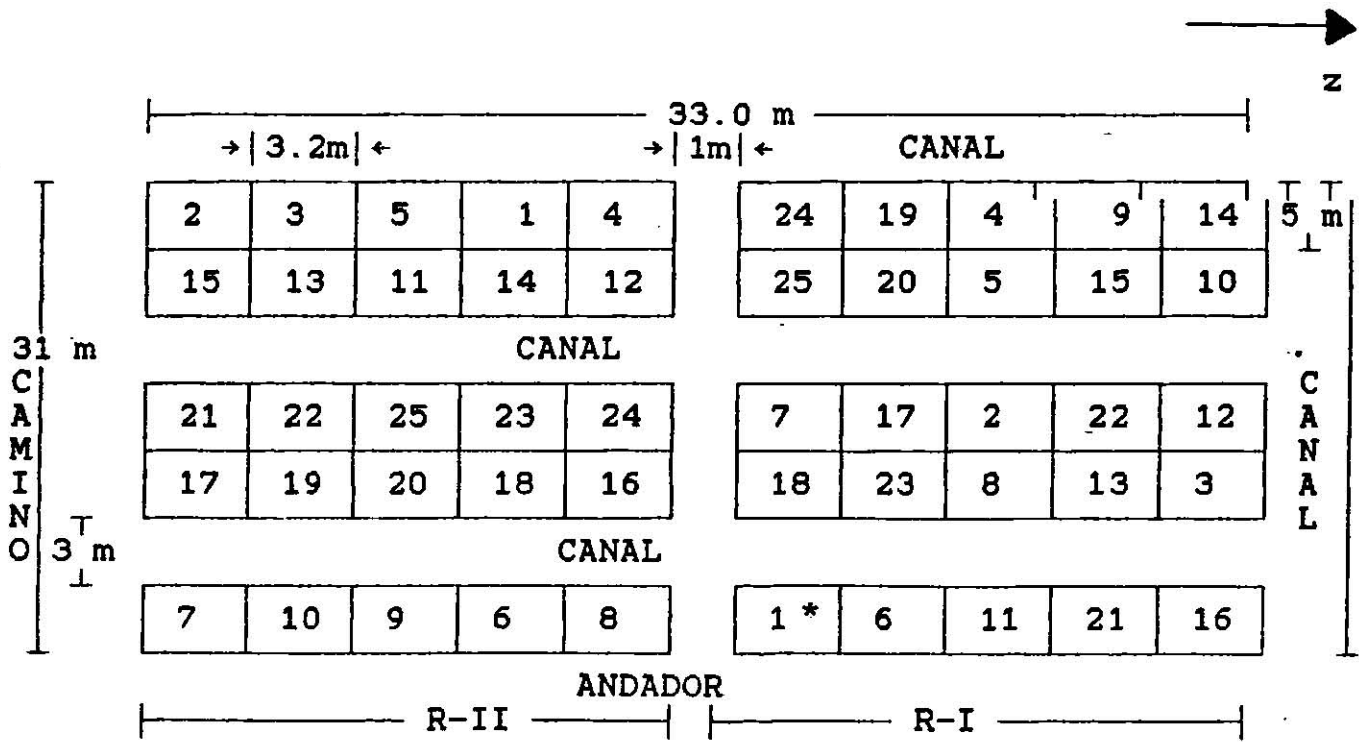 z
33.0 m
3.2m 1m CANAL
2 3 5 1 4 24 19 4 9 14 5 m
15 13 11 14 12 25 20 5 15 10
31 m CANAL
CAMINO
21 22 25 23 24 7 17 2 22 12
17 19 20 18 16 18 23 8 13 3
CANAL
3 m CANAL
7 10 9 6 8 1 * 6 11 21 16
ANDADOR
R-II R-I